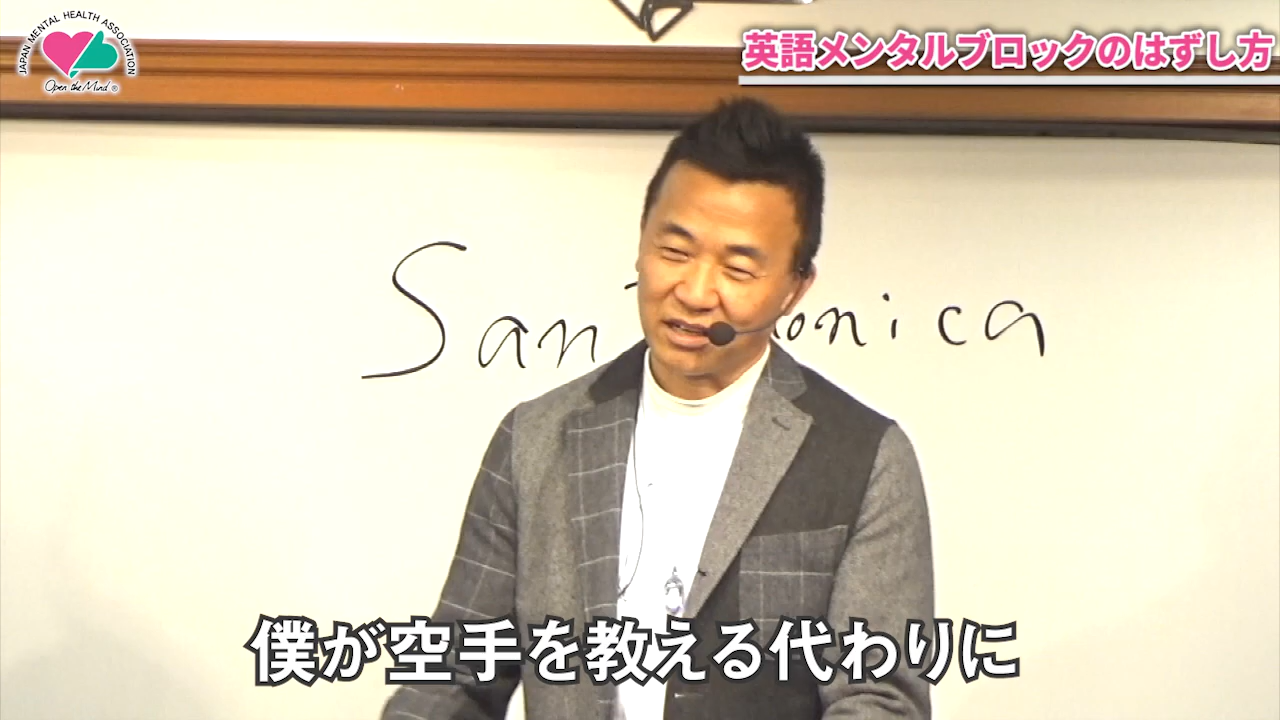 JAPAN MENTAL HEALTH ASSOCIATION
Open the Mind ®
英語メンタルブロックのはずし方
San onica
僕が空手を教える代わりに